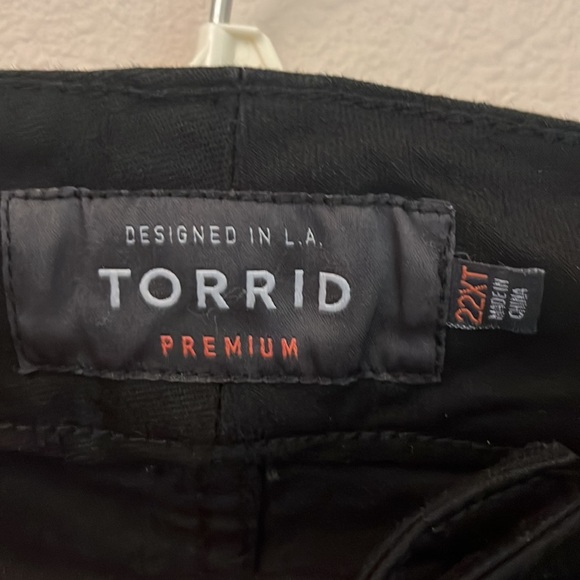 DESIGNED IN L.A.
TORRID
PREMIUM
22XT
MADE IN
CHINA